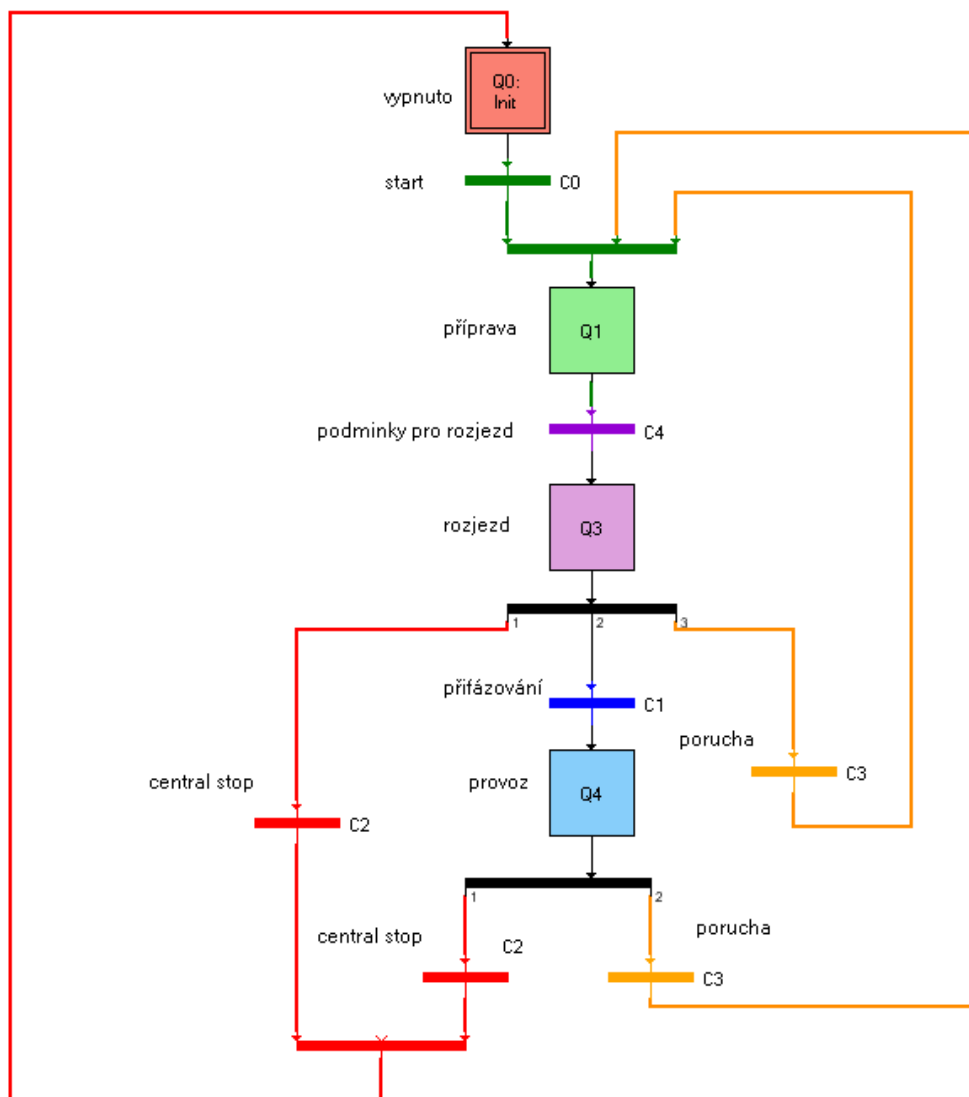 Q0:
Init
vypnuto
start
C0
příprava
Q1
podminky pro rozjezd
C4
rozjezd
Q3
1
2
3
přifázování
C1
porucha
C3
provoz
Q4
central stop
C2
1
2
central stop
C2
porucha
C3